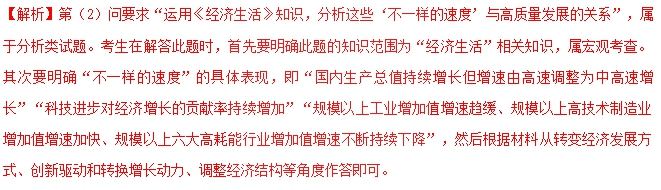 【解析】第（2）问要求“运用《经济生活》知识，分析这些‘不一样的速度’与高质量发展的关系”，属
于分析类试题。考生在解答此题时，首先要明确此题的知识范围为“经济生活”相关知识，属宏观考查。
其次要明确“不一样的速度”的具体表现，即“国内生产总值持续增长但增速由高速调整为中高速增
长”“科技进步对经济增长的贡献率持续增加”“规模以上工业增加值增速趋缓、规模以上高技术制造业
增加值增速加快、规模以上六大高耗能行业增加值增速不断持续下降”，然后根据材料从转变经济发展方
式、创新驱动和转换增长动力、调整经济结构等角度作答即可。